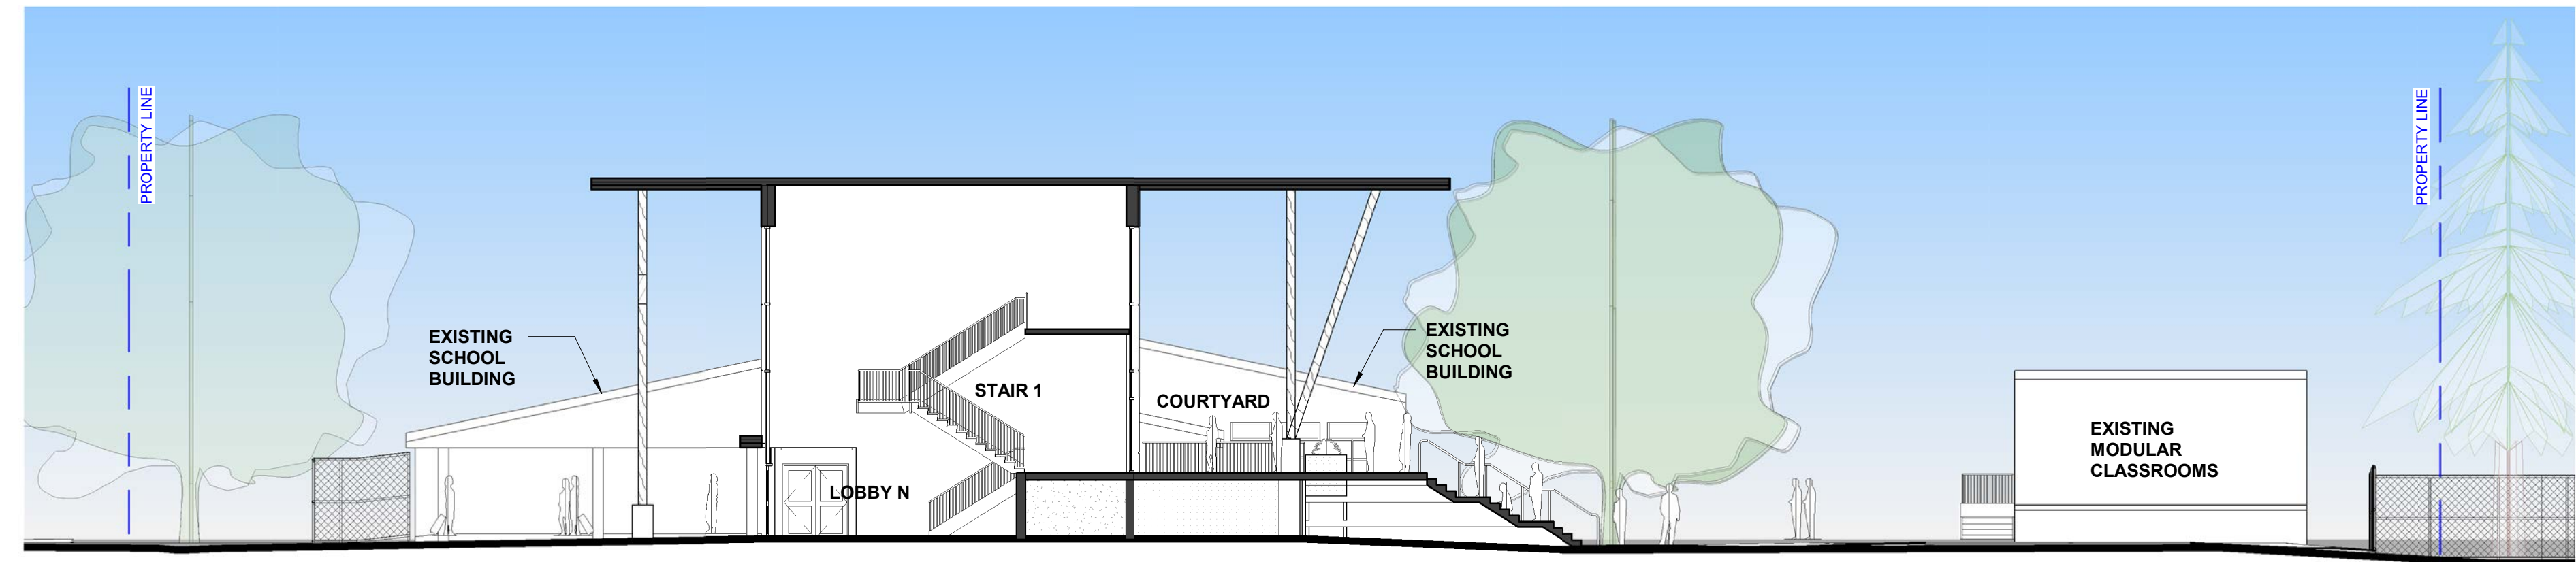 PROPERTY LINE
EXISTING
SCHOOL
BUILDING
LOBBY N
STAIR 1
COURTYARD
EXISTING
SCHOOL
BUILDING
EXISTING
MODULAR
CLASSROOMS
PROPERTY LINE